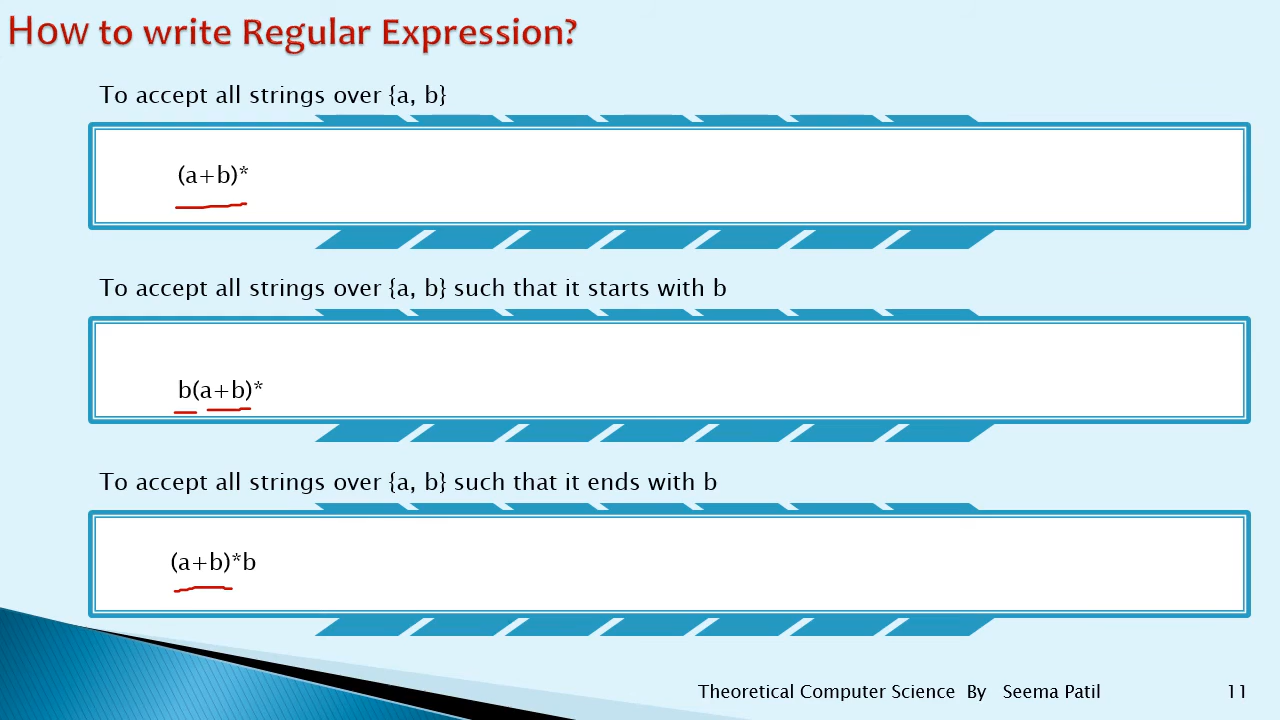 How to write Regular Expression?
To accept all strings over {a, b}
(a+b)*
To accept all strings over {a, b} such that it starts with b
b(a+b)*
To accept all strings over {a, b} such that it ends with b
(a+b)*b
Theoretical Computer Science By Seema Patil 11